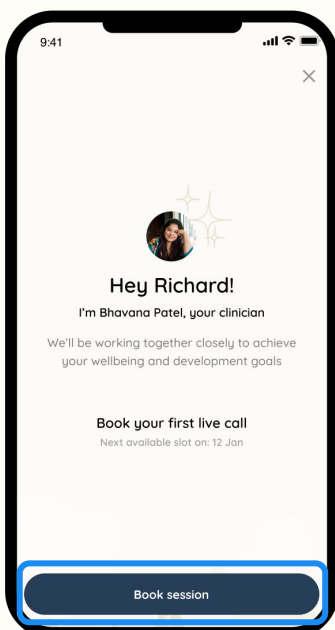 9:41
Hey Richard!
I'm Bhavana Patel, your clinician
We'll be working together closely to achieve
your wellbeing and development goals
Book your first live call
Next available slot on: 12 Jan
Book session